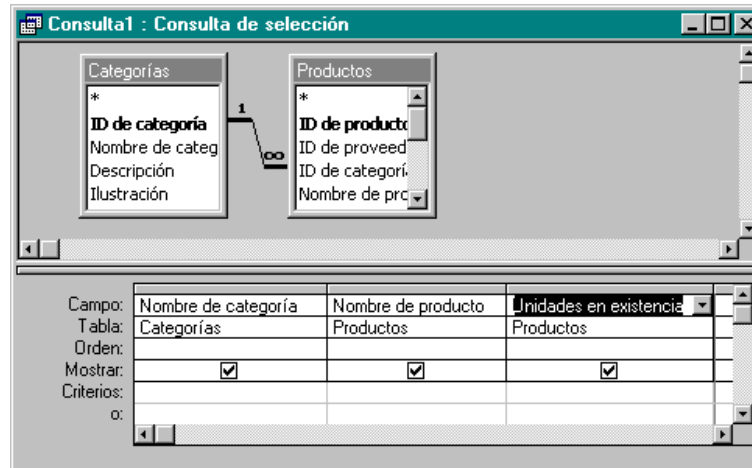 Consulta1 : Consulta de selección
Categorías
*
ID de categoría
Nombre de categ
Descripción
Ilustración
1
∞
Productos
*
ID de producto
ID de proveed
ID de categorí
Nombre de pro
Campo: Nombre de categoría Nombre de producto Unidades en existencia
Tabla: Categorías Productos Productos
Orden:
Mostrar:
Criterios:
o: